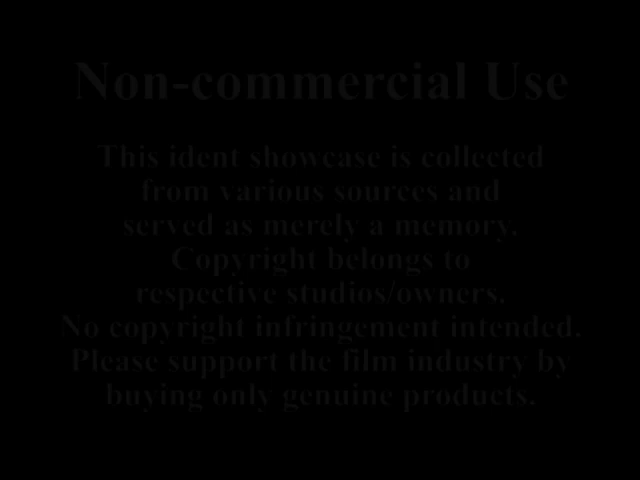 Non-commercial Use
This ident showcase is collected
from various sources and
served as merely a memory.
Copyright belongs to
respective studios/owners.
No copyright infringement intended.
Please support the film industry by
buying only genuine products.